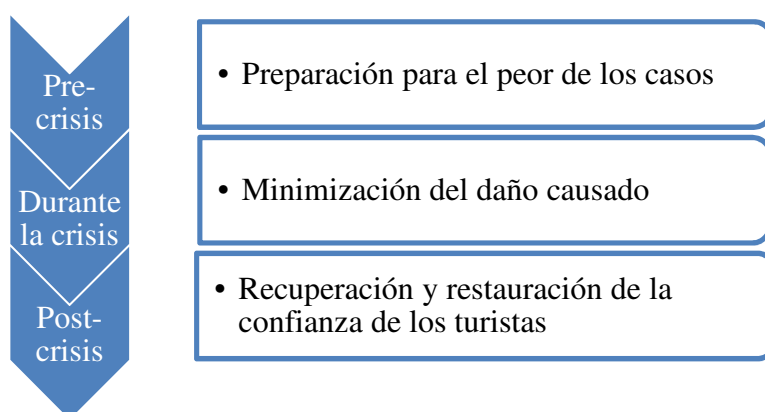 Pre-
crisis
• Preparación para el peor de los casos
Durante
la crisis
• Minimización del daño causado
Post-
crisis
• Recuperación y restauración de la
confianza de los turistas